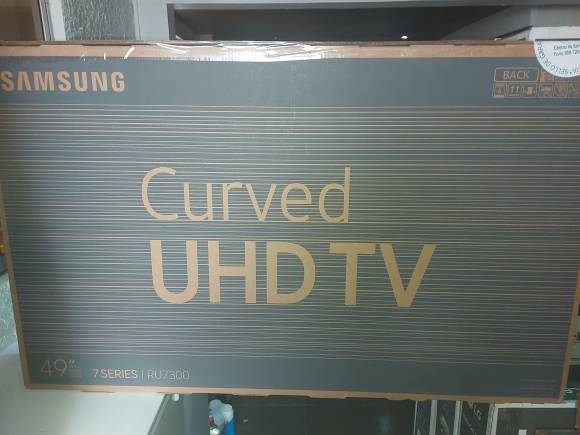 SAMSUNG
BACK
Curved
UHD TV
49"
7 SERIES | RU7300